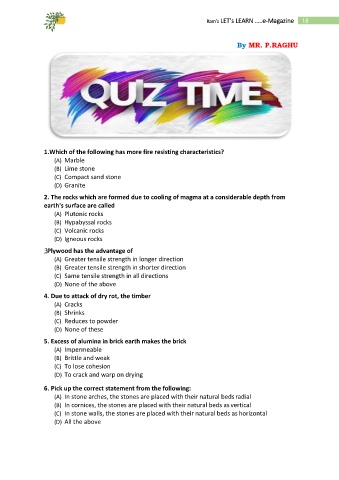 Ram's LET's LEARN .....e-Megazine 18
By MR. P.RAGHU
QUIZ TIME
1.Which of the following has more fire resisting characteristics?
(A) Marble
(B) Lime stone
(C) Compact sand stone
(D) Granite
2. The rocks which are formed due to cooling of magma at a considerable depth from
earth's surface are called
(A) Plutonic rocks
(B) Hypabyssal rocks
(C) Volcanic rocks
(D) Igneous rocks
3Plywood has the advantage of
(A) Greater tensile strength in longer direction
(B) Greater tensile strength in shorter direction
(C) Same tensile strength in all directions
(D) None of the above
4. Due to attack of dry rot, the timber
(A) Cracks
(B) Shrinks
(C) Reduces to powder
(D) None of these
5. Excess of alumina in brick earth makes the brick
(A) Impermeable
(B) Brittle and weak
(C) To lose cohesion
(D) To crack and warp on drying
6. Pick up the correct statement from the following:
(A) In stone arches, the stones are placed with their natural beds radial
(B) In cornices, the stones are placed with their natural beds as vertical
(C) In stone walls, the stones are placed with their natural beds as horizontal
(D) All the above